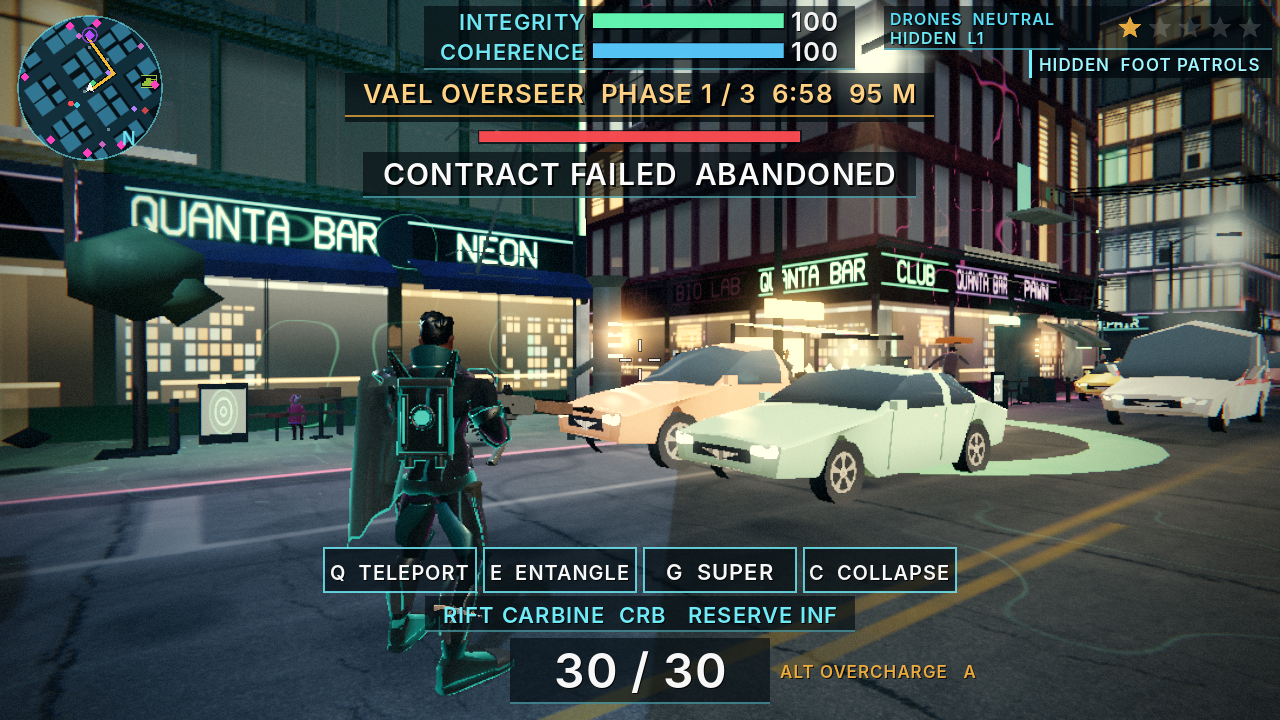 INTEGRITY 100
COHERENCE 100
DRONES NEUTRAL
HIDDEN L1
HIDDEN FOOT PATROLS
VAEL OVERSEER PHASE 1 / 3 6:58 95 M
CONTRACT FAILED ABANDONED
N
QUANTA BAR NEON
BIO LAB QUANTA BAR CLUB QUANTA BAR PAWN
Q TELEPORT E ENTANGLE G SUPER C COLLAPSE
RIFT CARBINE CRB RESERVE INF
30 / 30
ALT OVERCHARGE A